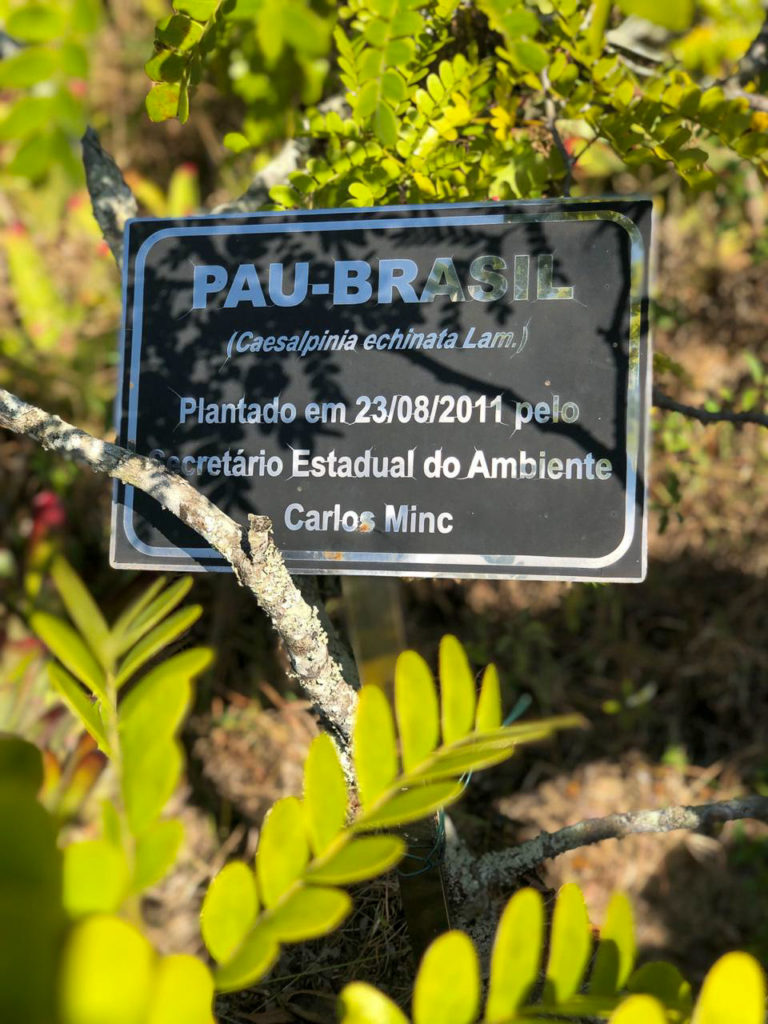 PAU-BRASIL
(Caesalpinia echinata Lam.)
Plantado em 23/08/2011 pelo
Secretário Estadual do Ambiente
Carlos Minc